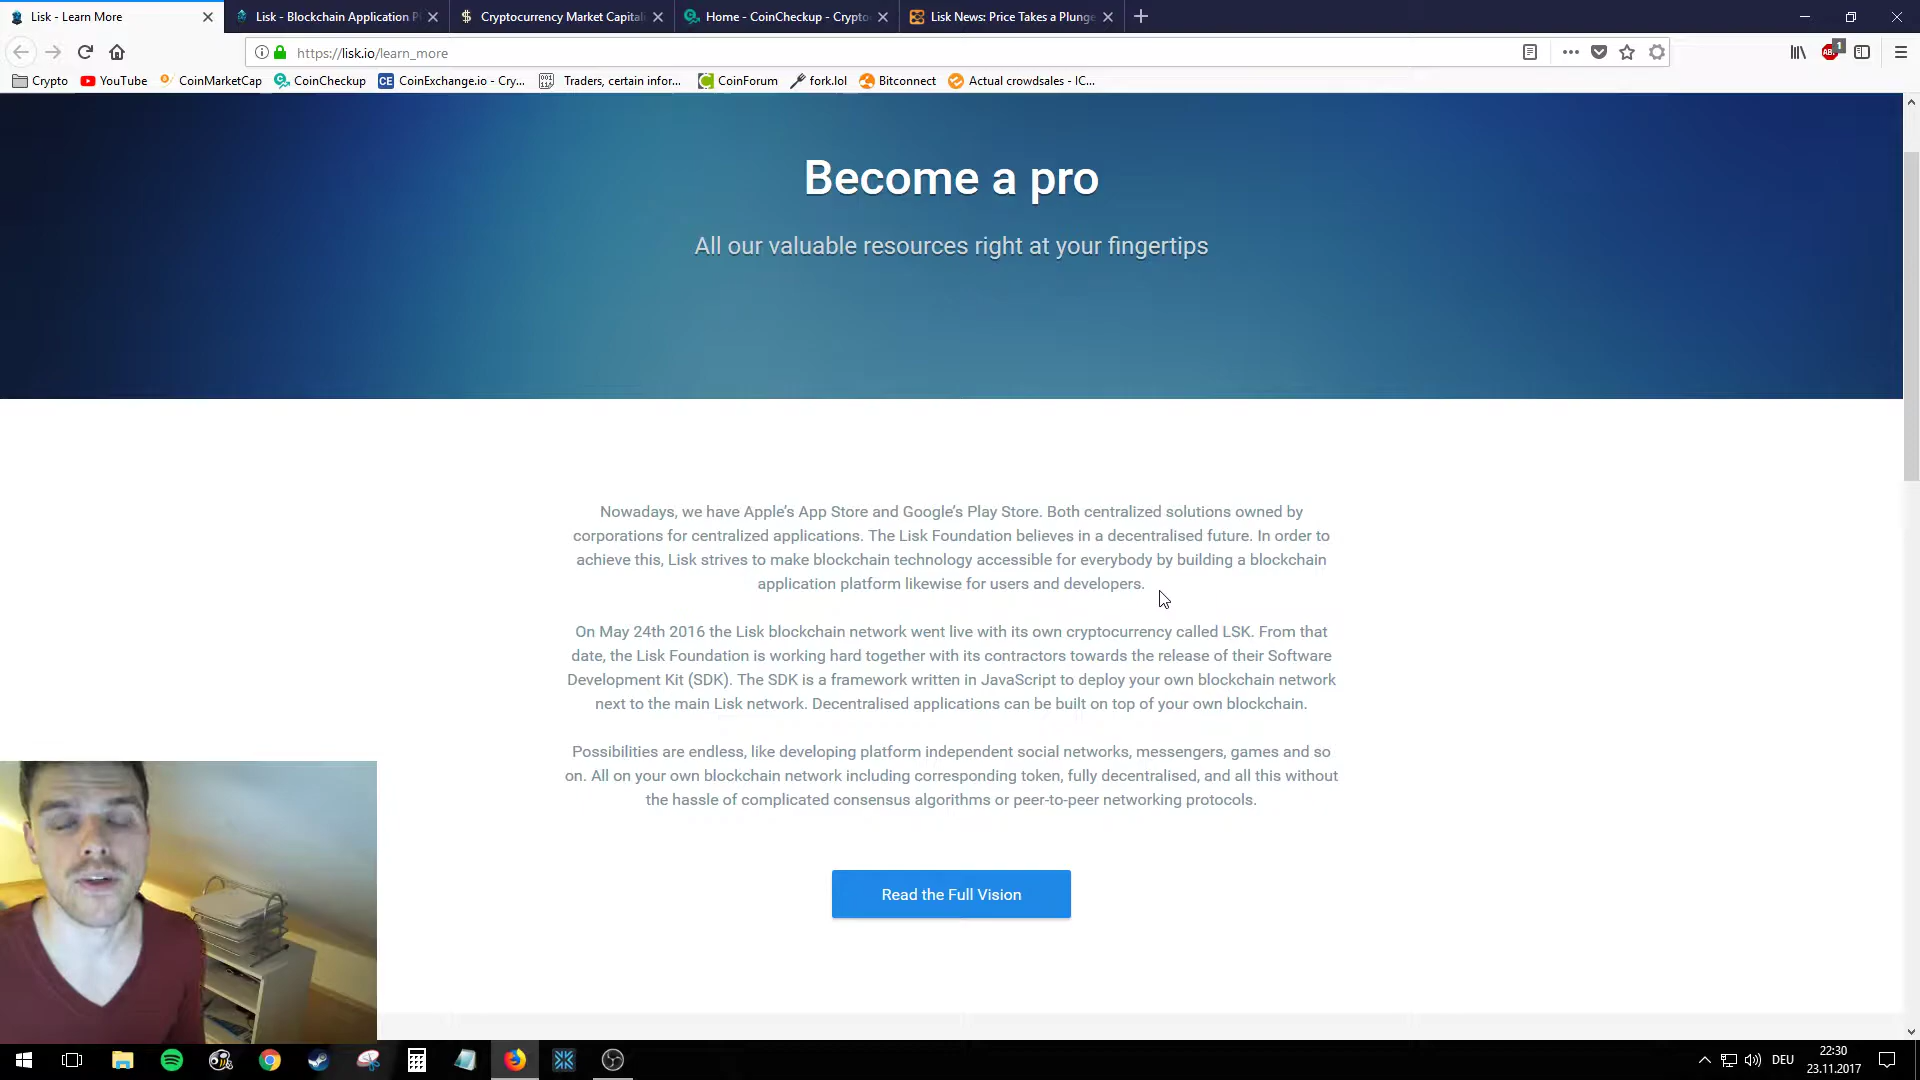 Lisk - Learn More
Lisk - Blockchain Application Pl
Cryptocurrency Market Capitali
Home - CoinCheckup - Crypto
Lisk News: Price Takes a Plunge
https://lisk.io/learn_more
1
Crypto
YouTube
CoinMarketCap
CoinCheckup
CoinExchange.io - Cry...
Traders, certain infor...
CoinForum
fork.lol
Bitconnect
Actual crowdsales - IC...
Become a pro
All our valuable resources right at your fingertips
Nowadays, we have Apple's App Store and Google's Play Store. Both centralized solutions owned by
corporations for centralized applications. The Lisk Foundation believes in a decentralised future. In order to
achieve this, Lisk strives to make blockchain technology accessible for everybody by building a blockchain
application platform likewise for users and developers.
On May 24th 2016 the Lisk blockchain network went live with its own cryptocurrency called LSK. From that
date, the Lisk Foundation is working hard together with its contractors towards the release of their Software
Development Kit (SDK). The SDK is a framework written in JavaScript to deploy your own blockchain network
next to the main Lisk network. Decentralised applications can be built on top of your own blockchain.
Possibilities are endless, like developing platform independent social networks, messengers, games and so
on. All on your own blockchain network including corresponding token, fully decentralised, and all this without
the hassle of complicated consensus algorithms or peer-to-peer networking protocols.
Read the Full Vision
DEU
22:30
23.11.2017